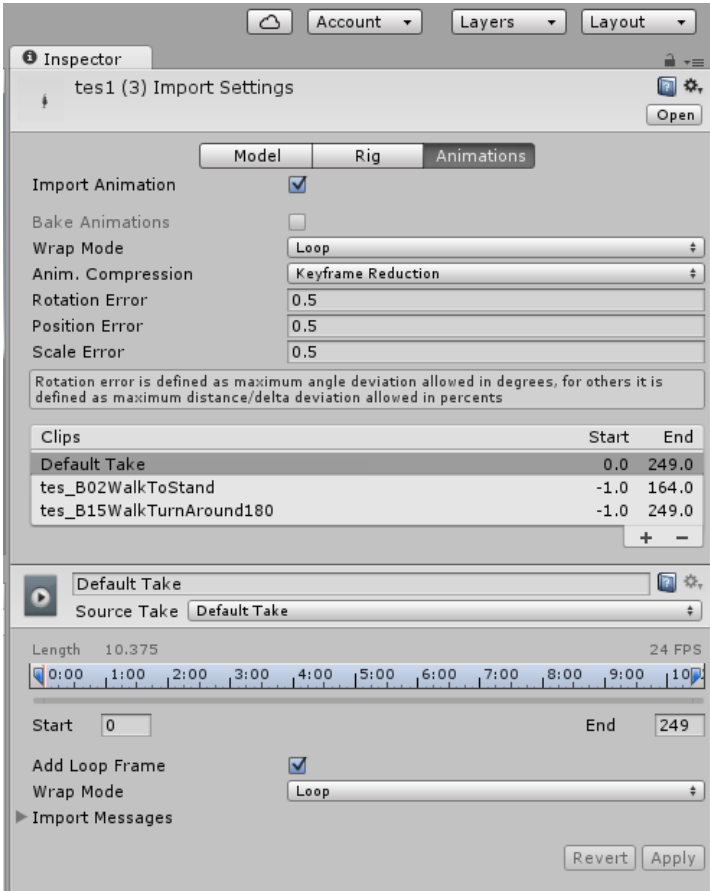 Account Layers Layout
Inspector
tes1 (3) Import Settings
Open
Model Rig Animations
Import Animation
Bake Animations
Wrap Mode Loop
Anim. Compression Keyframe Reduction
Rotation Error 0.5
Position Error 0.5
Scale Error 0.5
Rotation error is defined as maximum angle deviation allowed in degrees, for others it is
defined as maximum distance/delta deviation allowed in percents
Clips Start End
Default Take 0.0 249.0
tes_B02WalkToStand -1.0 164.0
tes_B15WalkTurnAround180 -1.0 249.0
+ −
Default Take
Source Take Default Take
Length 10.375 24 FPS
0:00 1:00 2:00 3:00 4:00 5:00 6:00 7:00 8:00 9:00 10
Start 0 End 249
Add Loop Frame
Wrap Mode Loop
Import Messages
Revert Apply